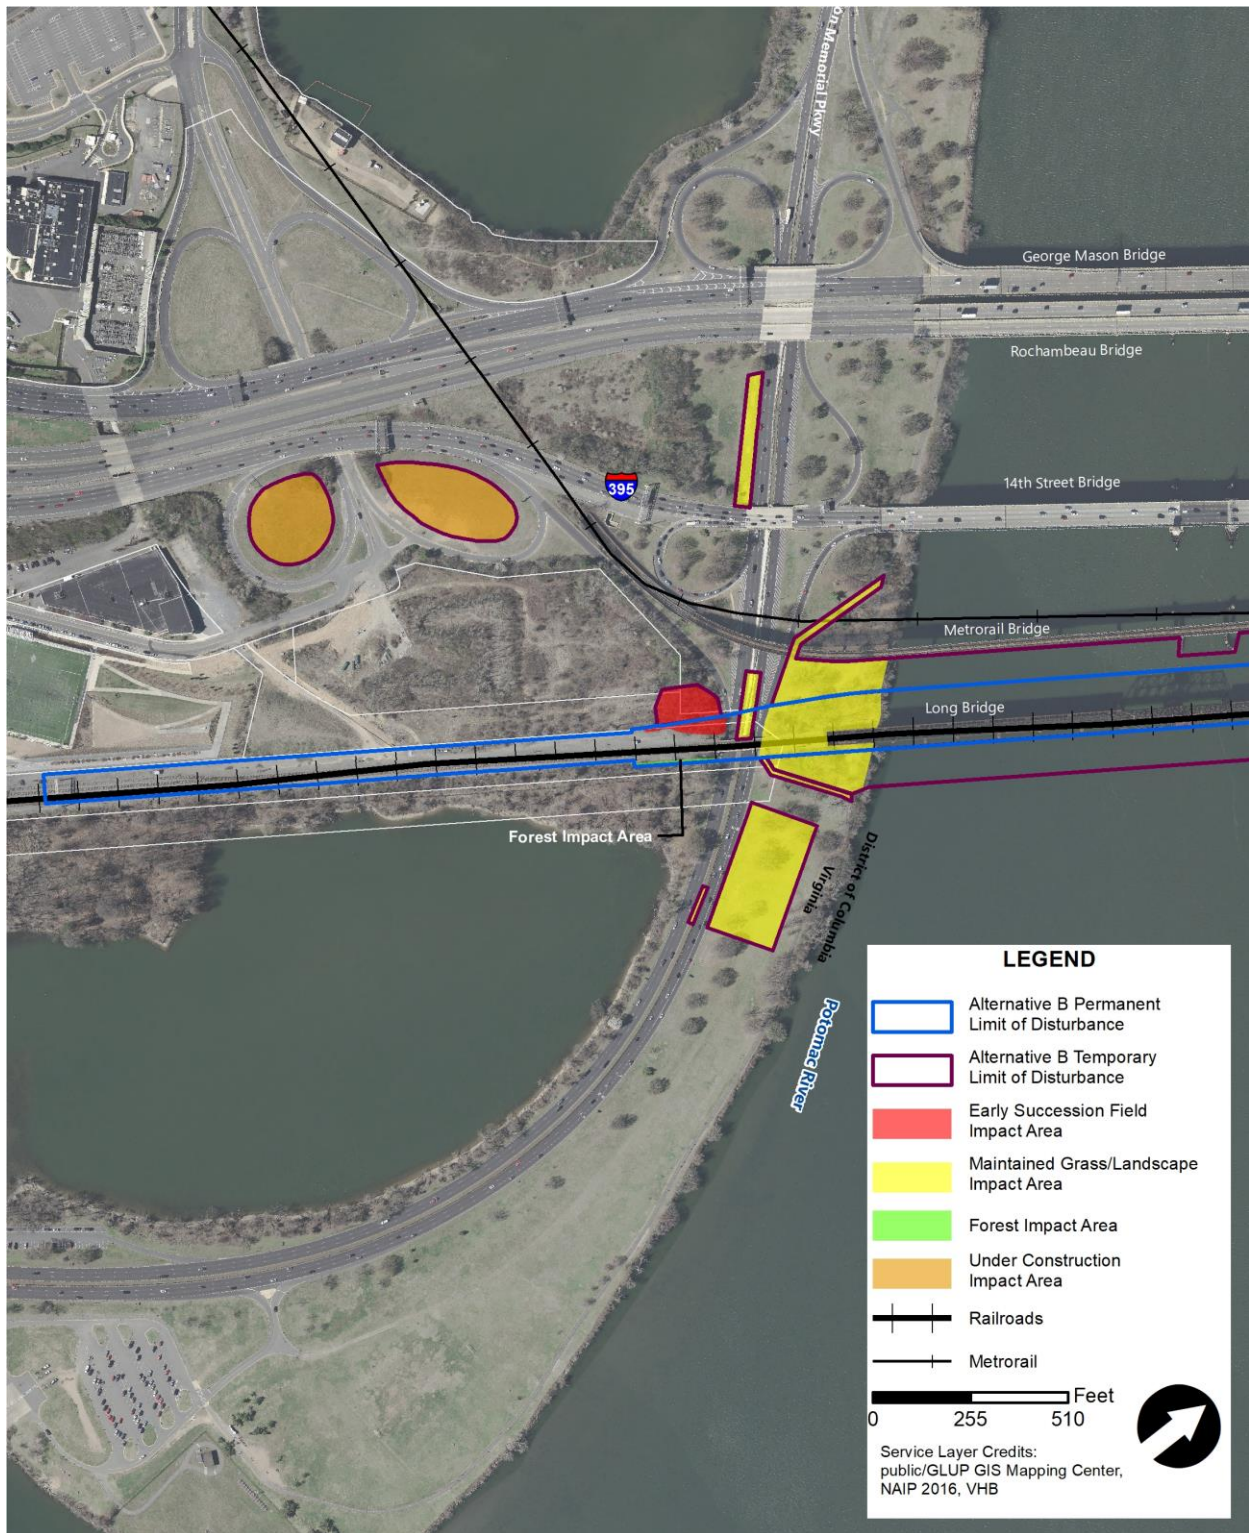 on Memorial Pkwy
George Mason Bridge
Rochambeau Bridge
14th Street Bridge
395
Metrorail Bridge
Long Bridge
Forest Impact Area
District of Columbia
Virginia
Potomac River
LEGEND
Alternative B Permanent
Limit of Disturbance
Alternative B Temporary
Limit of Disturbance
Early Succession Field
Impact Area
Maintained Grass/Landscape
Impact Area
Forest Impact Area
Under Construction
Impact Area
Railroads
Metrorail
Feet
0 255 510
Service Layer Credits:
public/GLUP GIS Mapping Center,
NAIP 2016, VHB